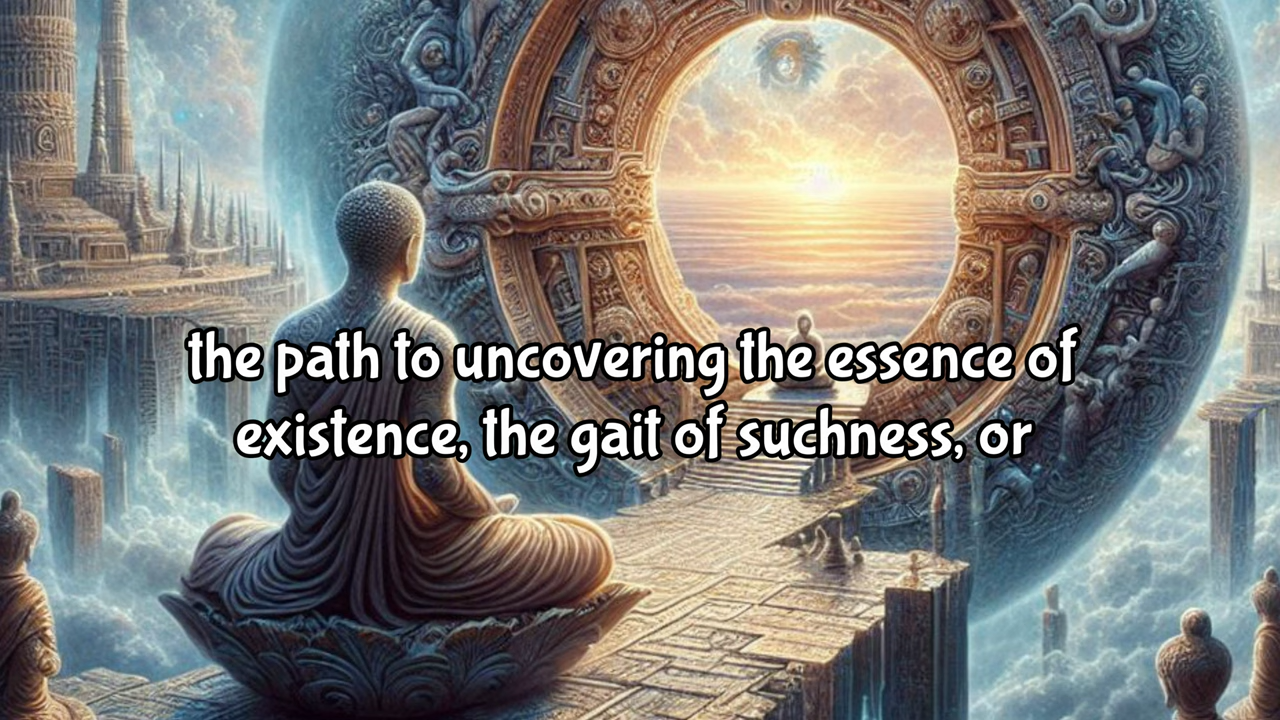 the path to uncovering the essence of
existence, the gait of suchness, or